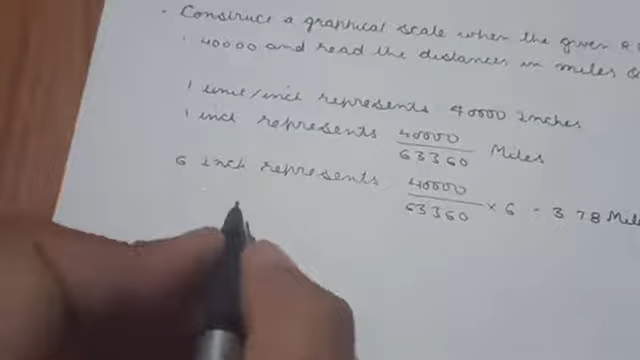 Construct a graphical scale when the given R.
1 40000 and read the distances in miles &
1 unit/inch represents 40000 inches
1 inch represents 40000/63360 Miles
6 inch represents 40000/63360 × 6 - 3 78 Mile